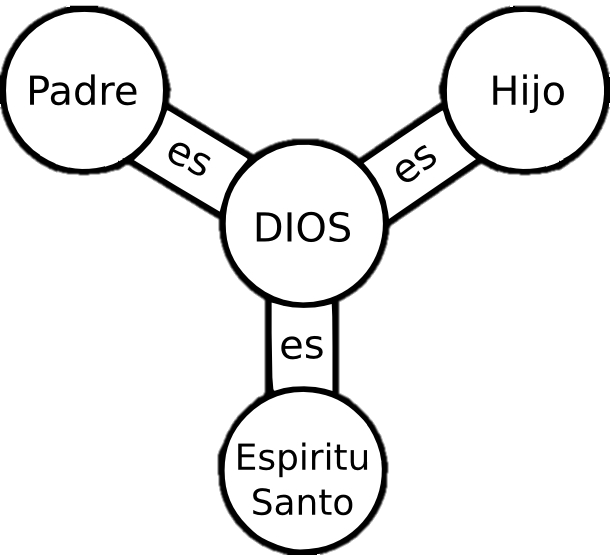 Padre
Hijo
es
es
DIOS
es
Espiritu
Santo